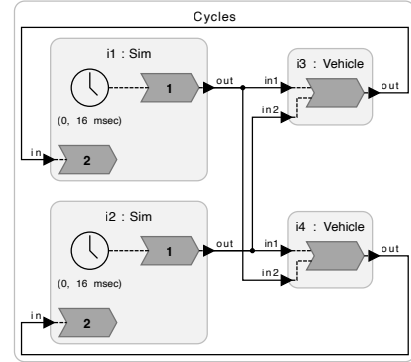 Cycles
i1 : Sim
1
out
(0, 16 msec)
in
2
i3 : Vehicle
in1
in2
out
i2 : Sim
1
out
(0, 16 msec)
in
2
i4 : Vehicle
in1
in2
out